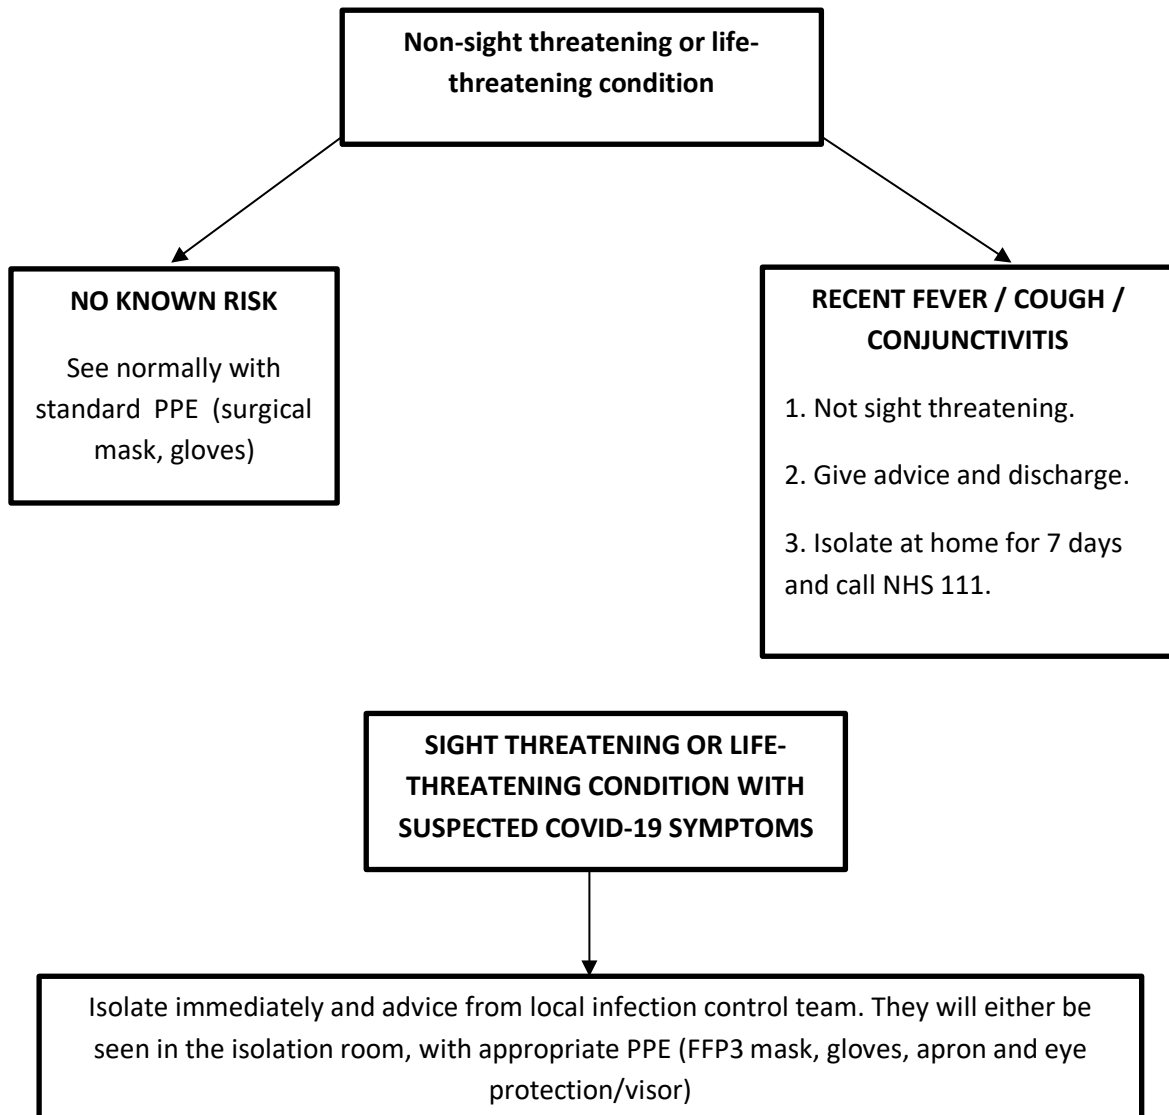 Non-sight threatening or life-
threatening condition
NO KNOWN RISK
See normally with
standard PPE (surgical
mask, gloves)
RECENT FEVER / COUGH /
CONJUNCTIVITIS
1. Not sight threatening.
2. Give advice and discharge.
3. Isolate at home for 7 days
and call NHS 111.
SIGHT THREATENING OR LIFE-
THREATENING CONDITION WITH
SUSPECTED COVID-19 SYMPTOMS
Isolate immediately and advice from local infection control team. They will either be
seen in the isolation room, with appropriate PPE (FFP3 mask, gloves, apron and eye
protection/visor)